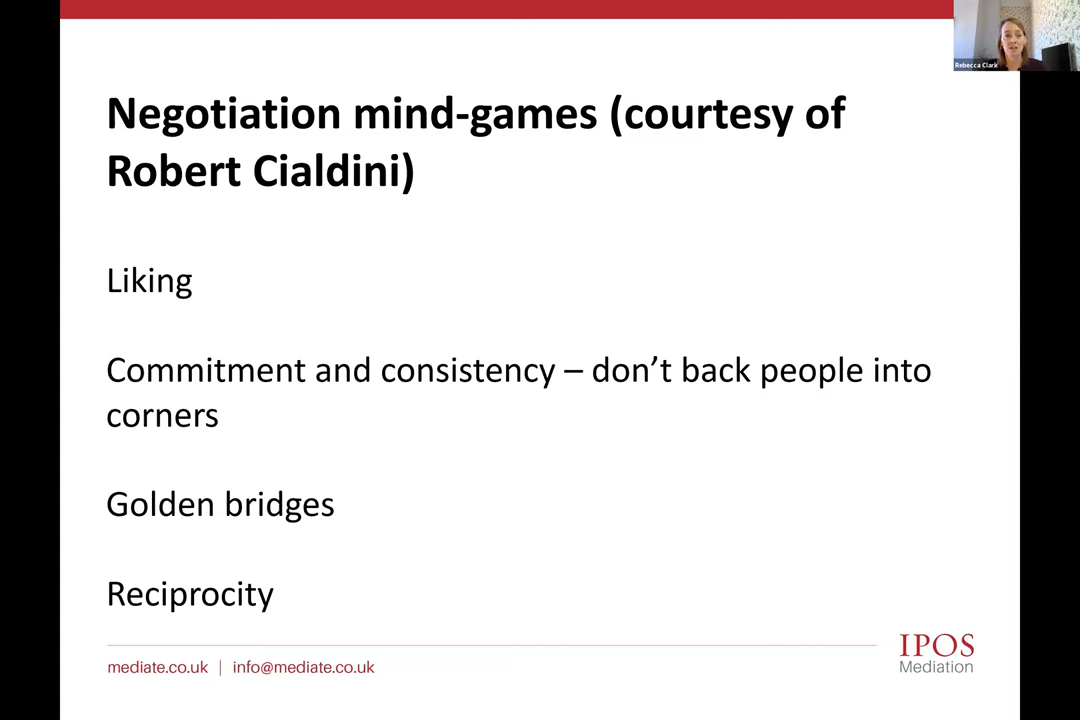 Rebecca Clark
Negotiation mind-games (courtesy of
Robert Cialdini)
Liking
Commitment and consistency – don’t back people into
corners
Golden bridges
Reciprocity
mediate.co.uk | info@mediate.co.uk
IPOS
Mediation